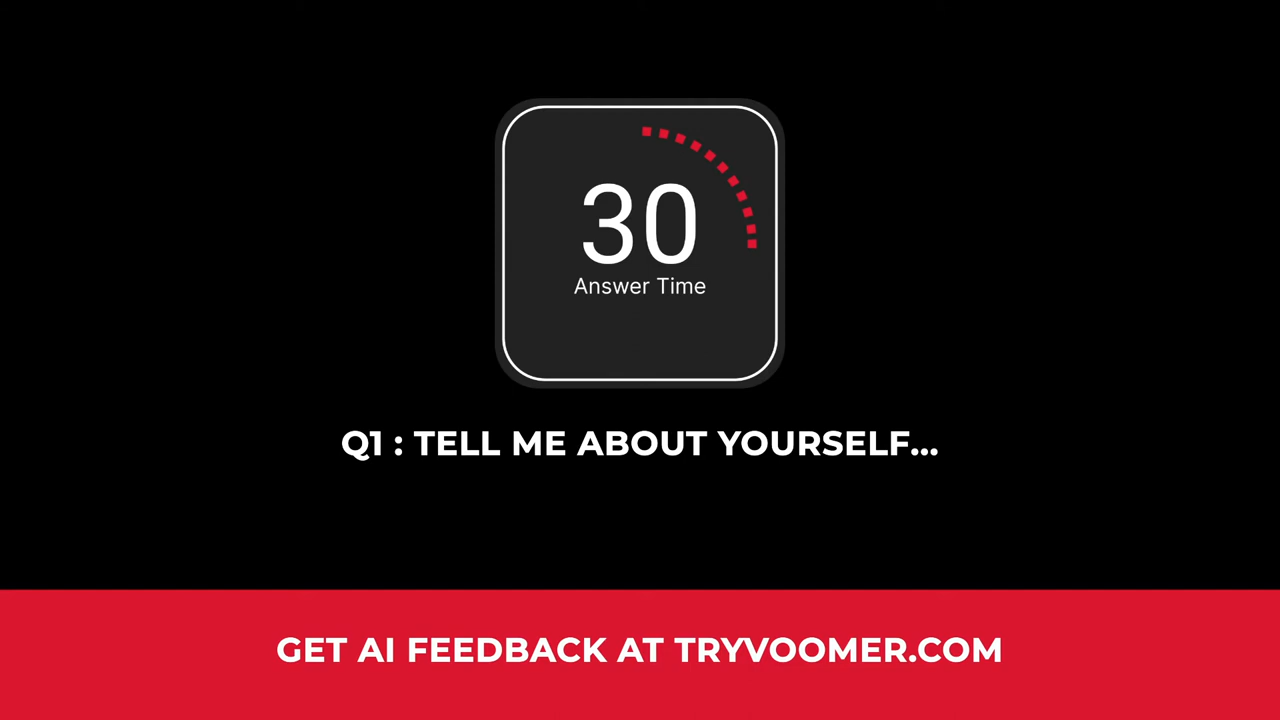 30
Answer Time
Q1 : TELL ME ABOUT YOURSELF...
GET AI FEEDBACK AT TRYVOOMER.COM